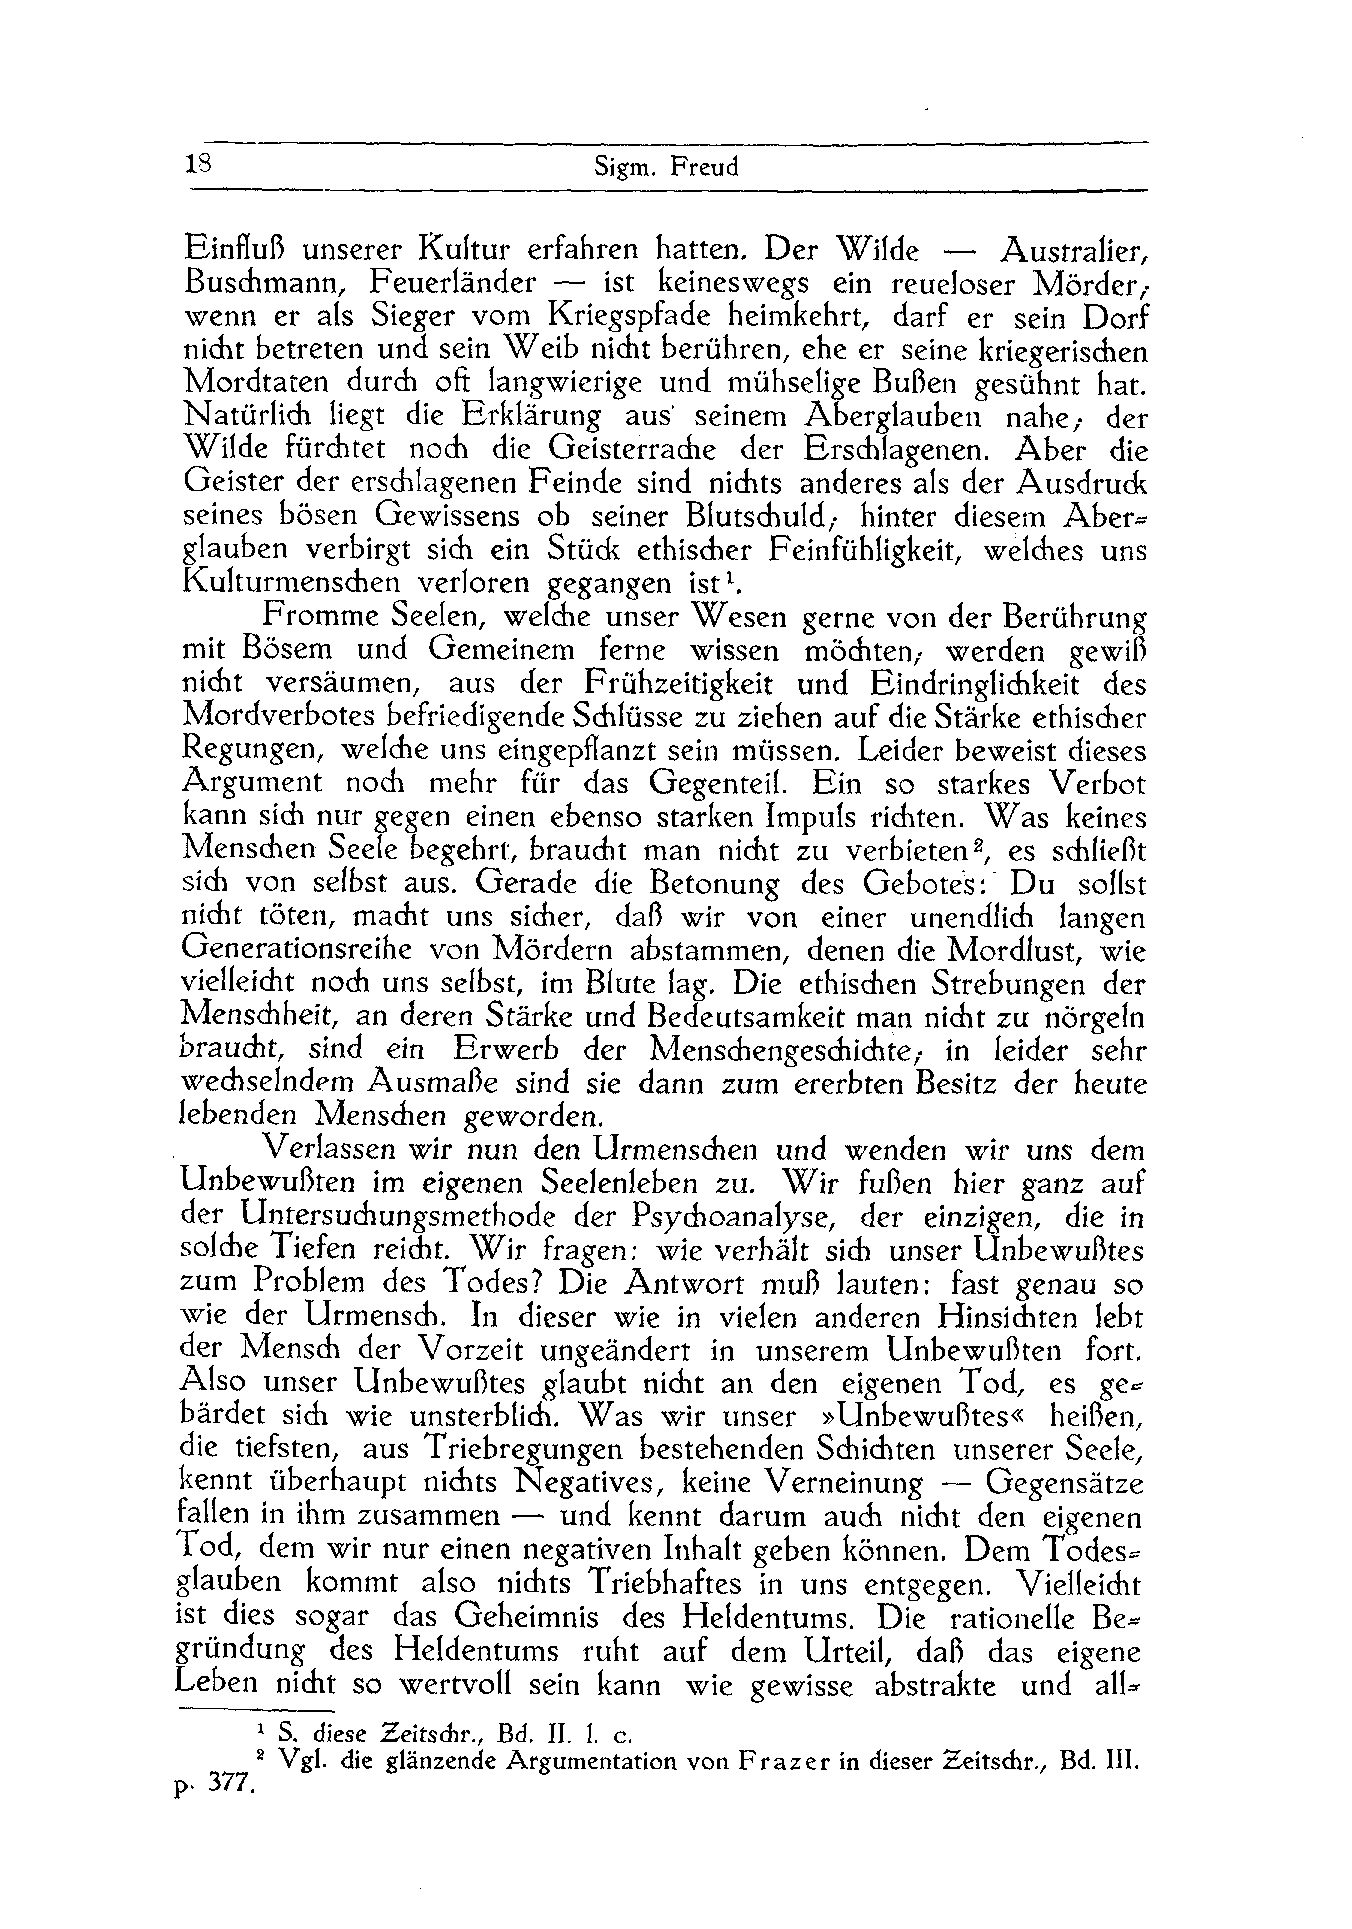 18
Sigm. Freud
Einfluß unserer Kultur erfahren hatten. Der Wilde — Australier,
Buschmann, Feuerländer — ist keineswegs ein reueloser Mörder;
wenn er als Sieger vom Kriegspfade heimkehrt, darf er sein Dorf
nicht betreten und sein Weib nicht berühren, ehe er seine kriegerischen
Mordtaten durch oft langwierige und mühselige Bußen gesühnt hat.
Natürlich liegt die Erklärung aus seinem Aberglauben nahe; der
Wilde fürchtet noch die Geisterrache der Erschlagenen. Aber die
Geister der erschlagenen Feinde sind nichts anderes als der Ausdruck
seines bösen Gewissens ob seiner Blutschuld; hinter diesem Aber-
glauben verbirgt sich ein Stück ethischer Feinfühligkeit, welches uns
Kulturmenschen verloren gegangen ist¹.
Fromme Seelen, welche unser Wesen gerne von der Berührung
mit Bösem und Gemeinem ferne wissen möchten; werden gewiß
nicht versäumen, aus der Frühzeitigkeit und Eindringlichkeit des
Mordverbotes befriedigende Schlüsse zu ziehen auf die Stärke ethischer
Regungen, welche uns eingepflanzt sein müssen. Leider beweist dieses
Argument noch mehr für das Gegenteil. Ein so starkes Verbot
kann sich nur gegen einen ebenso starken Impuls richten. Was keines
Menschen Seele begehrt, braucht man nicht zu verbieten², es schließt
sich von selbst aus. Gerade die Betonung des Gebotes: Du sollst
nicht töten, macht uns sicher, daß wir von einer unendlich langen
Generationsreihe von Mördern abstammen, denen die Mordlust, wie
vielleicht noch uns selbst, im Blute lag. Die ethischen Strebungen der
Menschheit, an deren Stärke und Bedeutsamkeit man nicht zu nörgeln
braucht, sind ein Erwerb der Menschengeschichte; in leider sehr
wechselndem Ausmaße sind sie dann zum ererbten Besitz der heute
lebenden Menschen geworden.
Verlassen wir nun den Urmenschen und wenden wir uns dem
Unbewußten im eigenen Seelenleben zu. Wir fußen hier ganz auf
der Untersuchungsmethode der Psychoanalyse, der einzigen, die in
solche Tiefen reicht. Wir fragen: wie verhält sich unser Unbewußtes
zum Problem des Todes? Die Antwort muß lauten: fast genau so
wie der Urmensch. In dieser wie in vielen anderen Hinsichten lebt
der Mensch der Vorzeit ungeändert in unserem Unbewußten fort.
Also unser Unbewußtes glaubt nicht an den eigenen Tod, es ge-
bärdet sich wie unsterblich. Was wir unser »Unbewußtes« heißen,
die tiefsten, aus Triebregungen bestehenden Schichten unserer Seele,
kennt überhaupt nichts Negatives, keine Verneinung — Gegensätze
fallen in ihm zusammen — und kennt darum auch nicht den eigenen
Tod, dem wir nur einen negativen Inhalt geben können. Dem Todes-
glauben kommt also nichts Triebhaftes in uns entgegen. Vielleicht
ist dies sogar das Geheimnis des Heldentums. Die rationelle Be-
gründung des Heldentums ruht auf dem Urteil, daß das eigene
Leben nicht so wertvoll sein kann wie gewisse abstrakte und all-
¹ S. diese Zeitschr., Bd. II. l. c.
² Vgl. die glänzende Argumentation von Frazer in dieser Zeitschr., Bd. III.
p. 377.